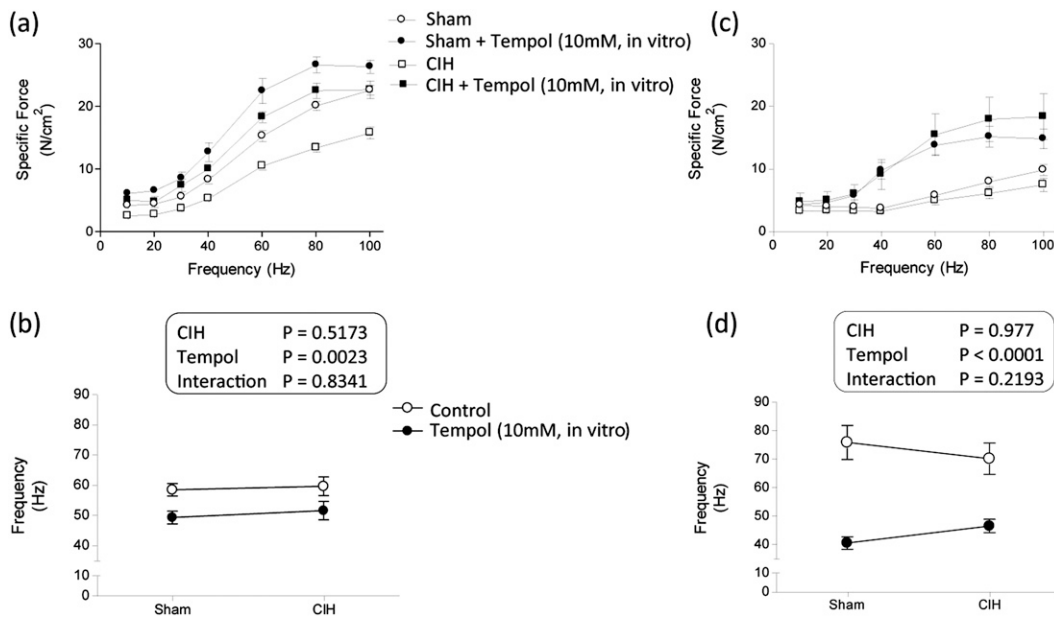 (a)
Sham
Sham + Tempol (10mM, in vitro)
CIH
CIH + Tempol (10mM, in vitro)
30
20
10
0
Specific Force
(N/cm²)
0 20 40 60 80 100
Frequency (Hz)
(c)
30
20
10
0
Specific Force
(N/cm²)
0 20 40 60 80 100
Frequency (Hz)
(b)
CIH P = 0.5173
Tempol P = 0.0023
Interaction P = 0.8341
90
80
70
60
50
40
10
0
Frequency
(Hz)
Sham CIH
Control
Tempol (10mM, in vitro)
(d)
CIH P = 0.977
Tempol P < 0.0001
Interaction P = 0.2193
90
80
70
60
50
40
10
0
Frequency
(Hz)
Sham CIH